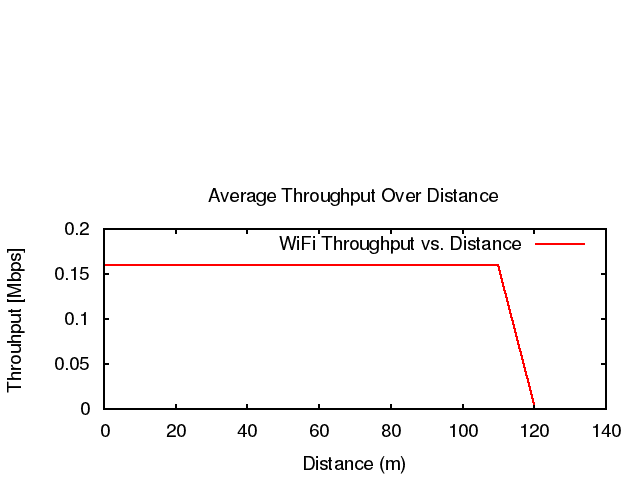 Average Throughput Over Distance
WiFi Throughput vs. Distance
0.2
0.15
0.1
0.05
0
Throuhput [Mbps]
0 20 40 60 80 100 120 140
Distance (m)